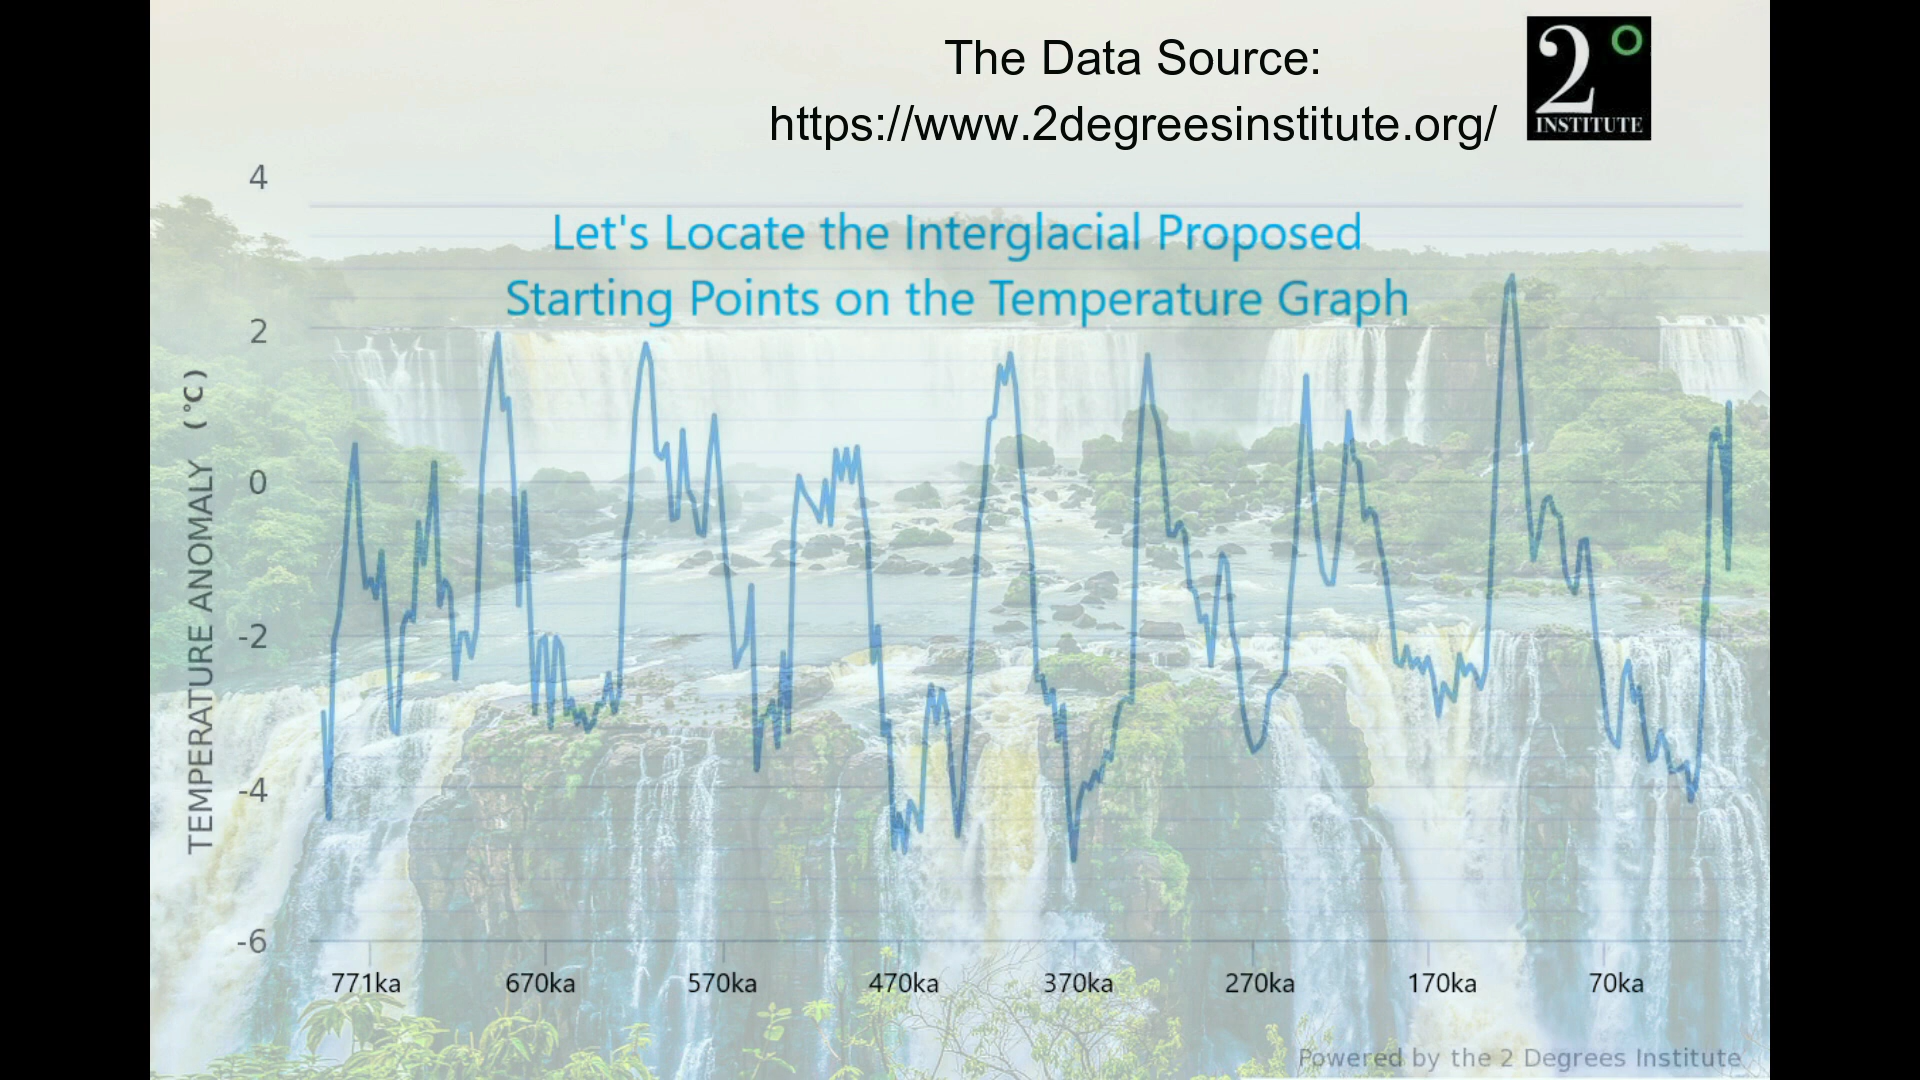 The Data Source:
https://www.2degreesinstitute.org/
2°
INSTITUTE
Let's Locate the Interglacial Proposed
Starting Points on the Temperature Graph
TEMPERATURE ANOMALY (°C)
4
2
0
-2
-4
-6
771ka 670ka 570ka 470ka 370ka 270ka 170ka 70ka
Powered by the 2 Degrees Institute